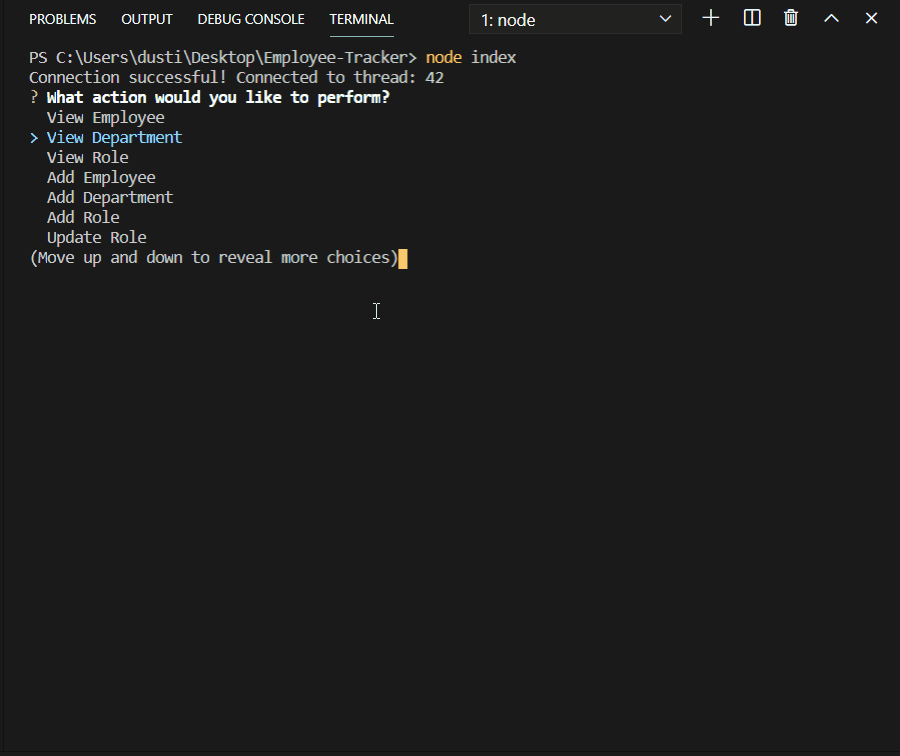 PROBLEMS OUTPUT DEBUG CONSOLE TERMINAL 1: node
PS C:\Users\dusti\Desktop\Employee-Tracker> node index
Connection successful! Connected to thread: 42
? What action would you like to perform?
View Employee
> View Department
View Role
Add Employee
Add Department
Add Role
Update Role
(Move up and down to reveal more choices)